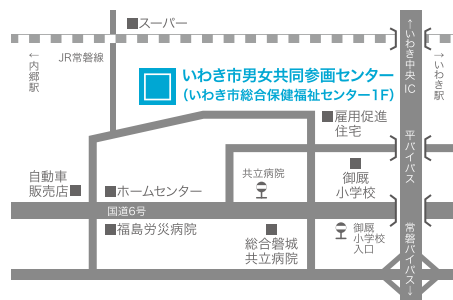 スーパー
←内郷駅
JR常磐線
←いわき中央IC
→いわき駅
いわき市男女共同参画センター
(いわき市総合保健福祉センター1F)
雇用促進
住宅
平バイパス
共立病院
御厩
小学校
自動車
販売店
ホームセンター
国道6号
福島労災病院
総合磐城
共立病院
御厩
小学校
入口
常磐バイパス→